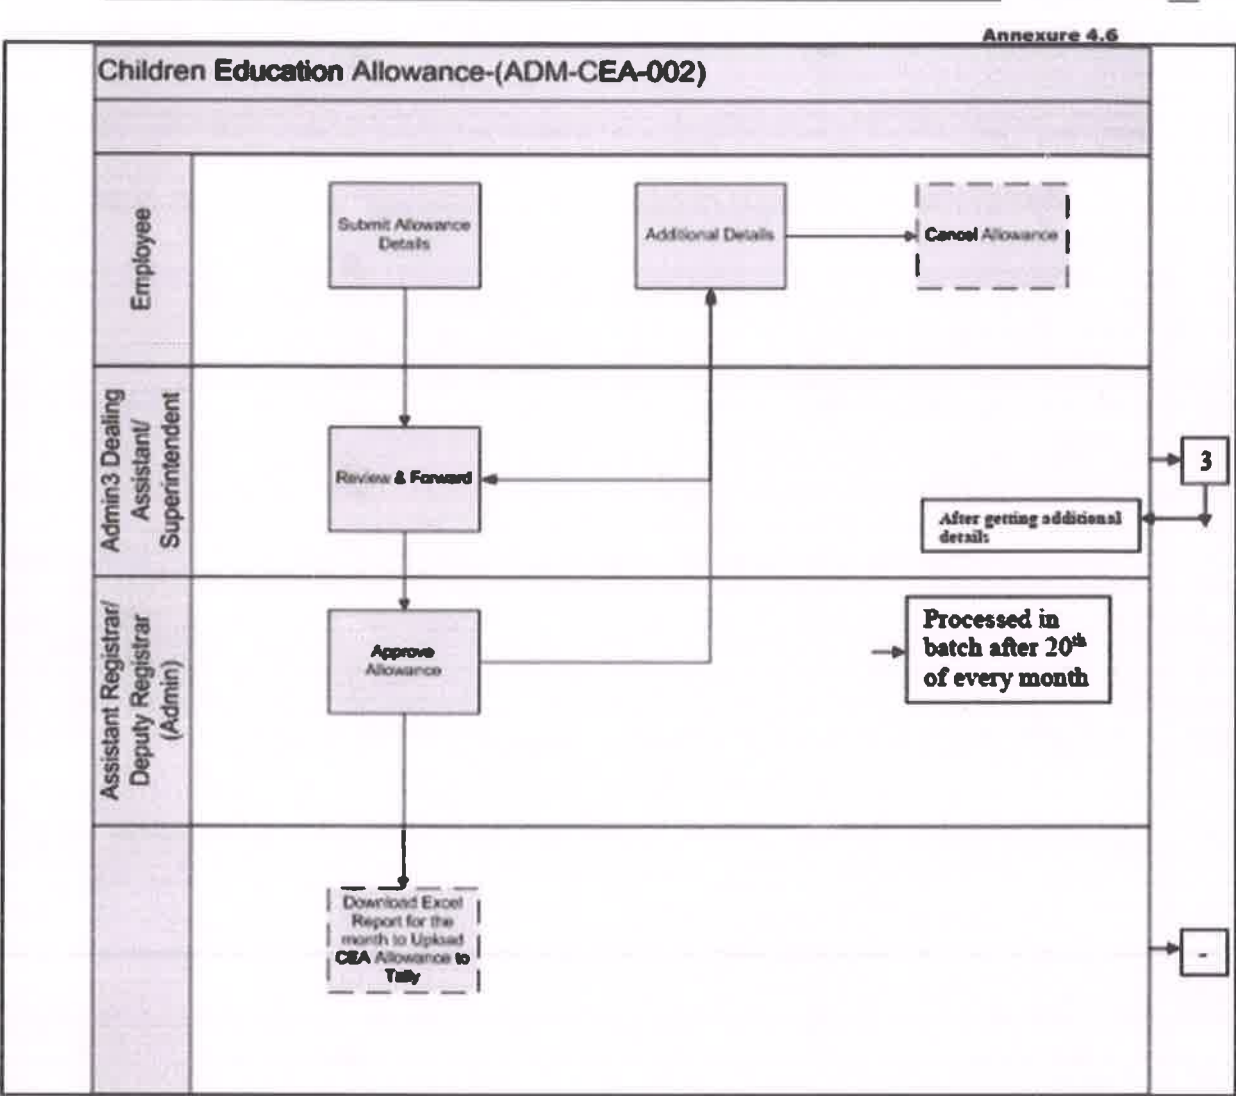 Annexure 4.6
Children Education Allowance-(ADM-CEA-002)
Employee
Submit Allowance
Details
Additional Details
Cancel Allowance
Admin3 Dealing
Assistant/
Superintendent
Review & Forward
3
After getting additional
details
Assistant Registrar/
Deputy Registrar
(Admin)
Approve
Allowance
Processed in
batch after 20th
of every month
Download Excel
Report for the
month to Upload
CEA Allowance to
Tally
-